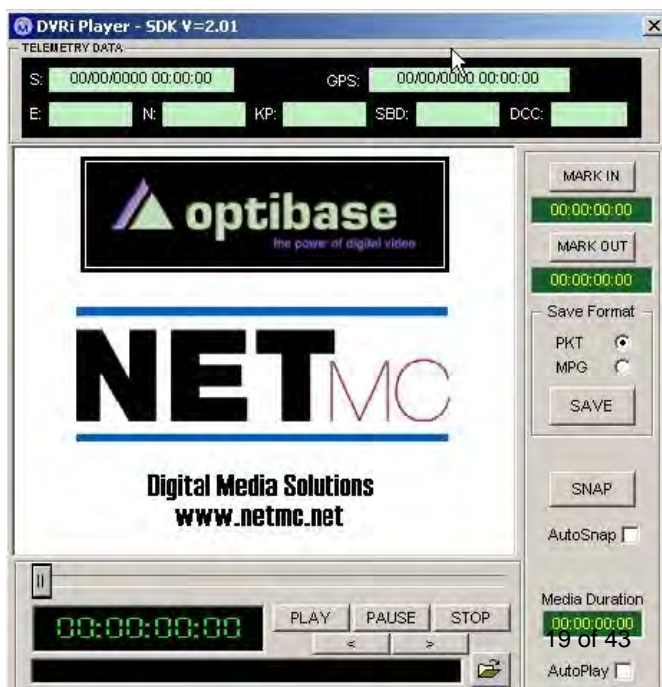 DVRi Player - SDK V=2.01
TELEMETRY DATA
S: 00/00/0000 00:00:00 GPS: 00/00/0000 00:00:00
E: N: KP: SBD: DCC:
optibase
the power of digital video
NETMC
Digital Media Solutions
www.netmc.net
MARK IN
00:00:00:00
MARK OUT
00:00:00:00
Save Format
PKT
MPG
SAVE
SNAP
AutoSnap
Media Duration
00:00:00:00
19 of 43
AutoPlay
00:00:00:00
PLAY PAUSE STOP
< >